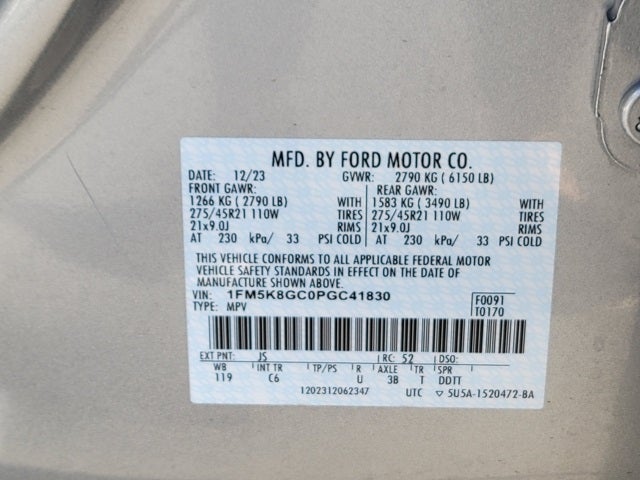 MFD. BY FORD MOTOR CO.
DATE: 12/23 GVWR: 2790 KG ( 6150 LB)
FRONT GAWR: REAR GAWR:
1266 KG ( 2790 LB) WITH 1583 KG ( 3490 LB) WITH
275/45R21 110W TIRES 275/45R21 110W TIRES
21x9.0J RIMS 21x9.0J RIMS
AT 230 kPa/ 33 PSI COLD AT 230 kPa/ 33 PSI COLD
THIS VEHICLE CONFORMS TO ALL APPLICABLE FEDERAL MOTOR
VEHICLE SAFETY STANDARDS IN EFFECT ON THE DATE OF
MANUFACTURE SHOWN ABOVE.
VIN: 1FM5K8GC0PGC41830 F0091
TYPE: MPV T0170
EXT PNT: JS RC: 52 DSO:
WB INT TR TP/PS R AXLE TR SPR
119 C6 U 3B T DDTT
1202312062347 UTC ▽ 5U5A-1520472-BA